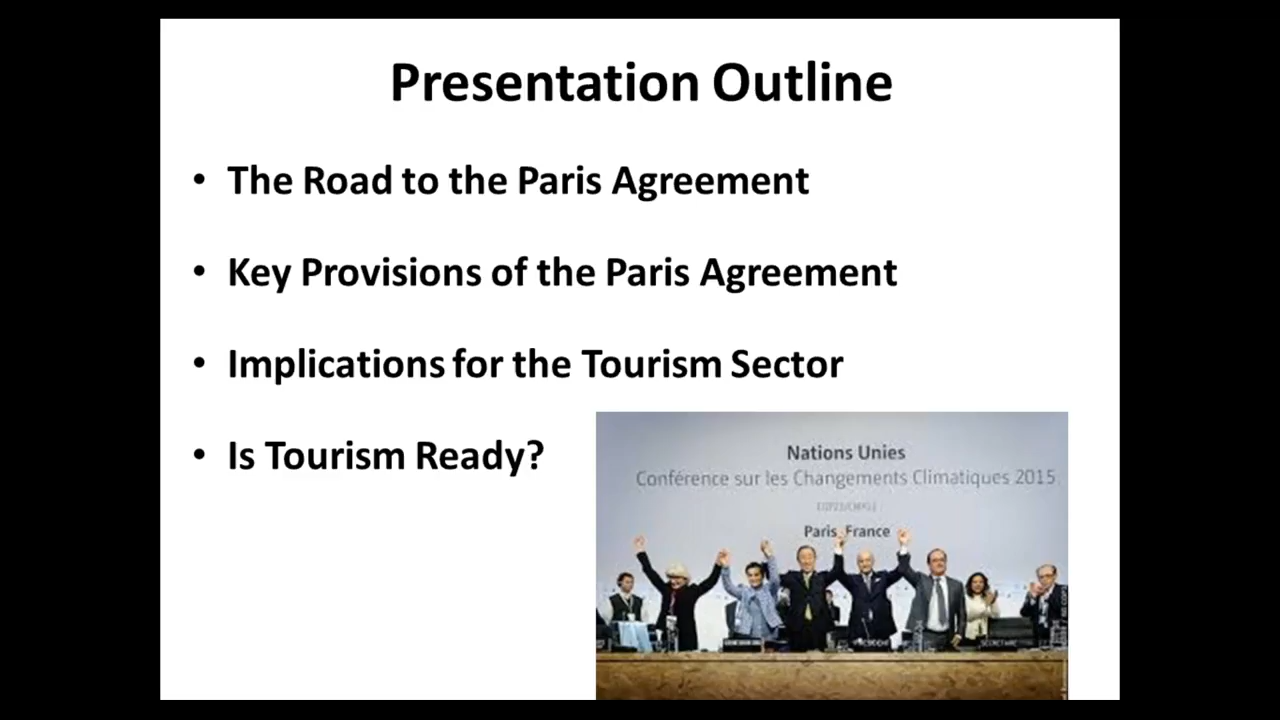 Presentation Outline
• The Road to the Paris Agreement
• Key Provisions of the Paris Agreement
• Implications for the Tourism Sector
• Is Tourism Ready?
Nations Unies
Conférence sur les Changements Climatiques 2015
Paris, France